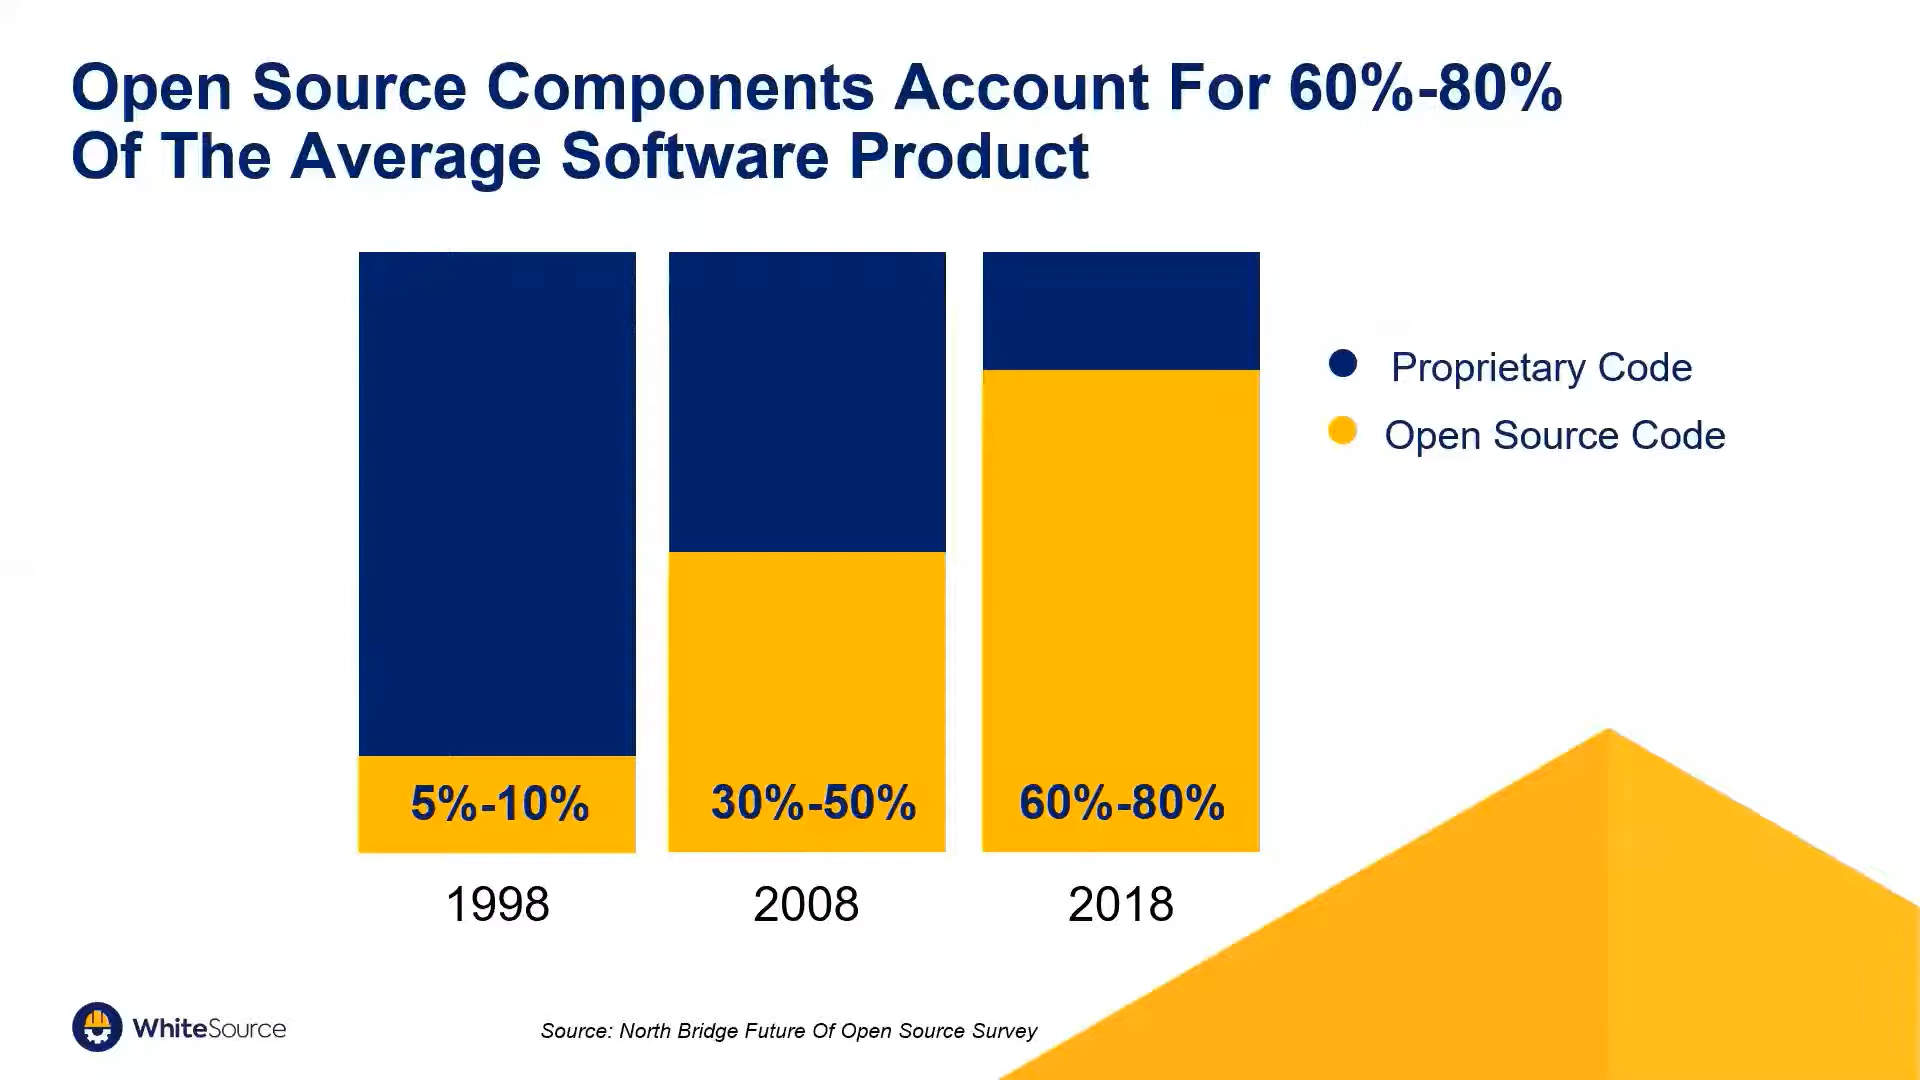 Open Source Components Account For 60%-80%
Of The Average Software Product
Proprietary Code
Open Source Code
5%-10%
30%-50%
60%-80%
1998
2008
2018
WhiteSource
Source: North Bridge Future Of Open Source Survey